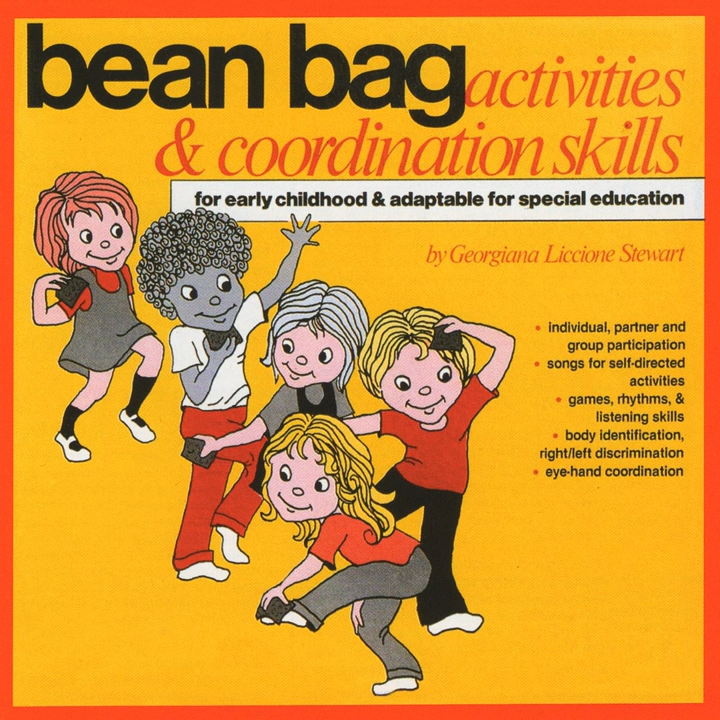 bean bag activities
& coordination skills
for early childhood & adaptable for special education
by Georgiana Liccione Stewart
• individual, partner and
group participation
• songs for self-directed
activities
• games, rhythms, &
listening skills
• body identification,
right/left discrimination
• eye-hand coordination